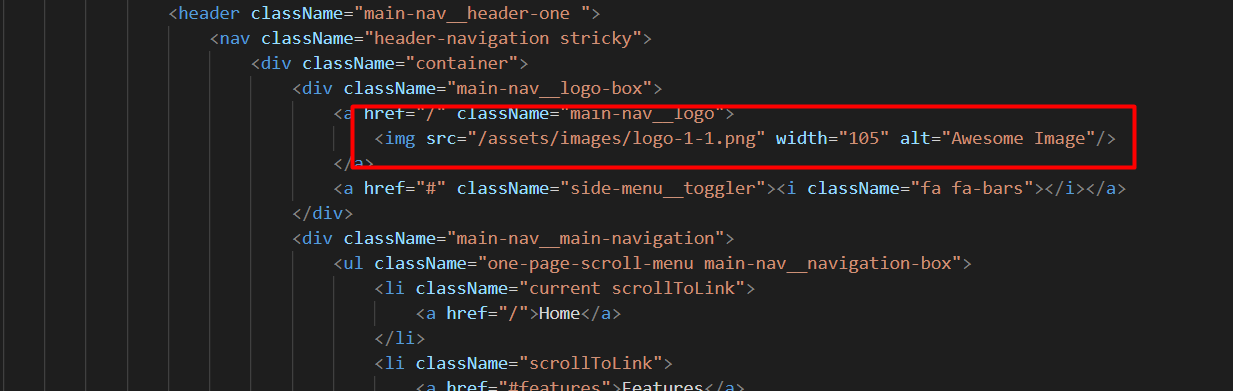 <header className="main-nav__header-one ">
<nav className="header-navigation stricky">
<div className="container">
<div className="main-nav__logo-box">
<a href="/" className="main-nav__logo">
<img src="/assets/images/logo-1-1.png" width="105" alt="Awesome Image"/>
</a>
<a href="#" className="side-menu__toggler"><i className="fa fa-bars"></i></a>
</div>
<div className="main-nav__main-navigation">
<ul className="one-page-scroll-menu main-nav__navigation-box">
<li className="current scrollToLink">
<a href="/">Home</a>
</li>
<li className="scrollToLink">
<a href="#features">Features</a>